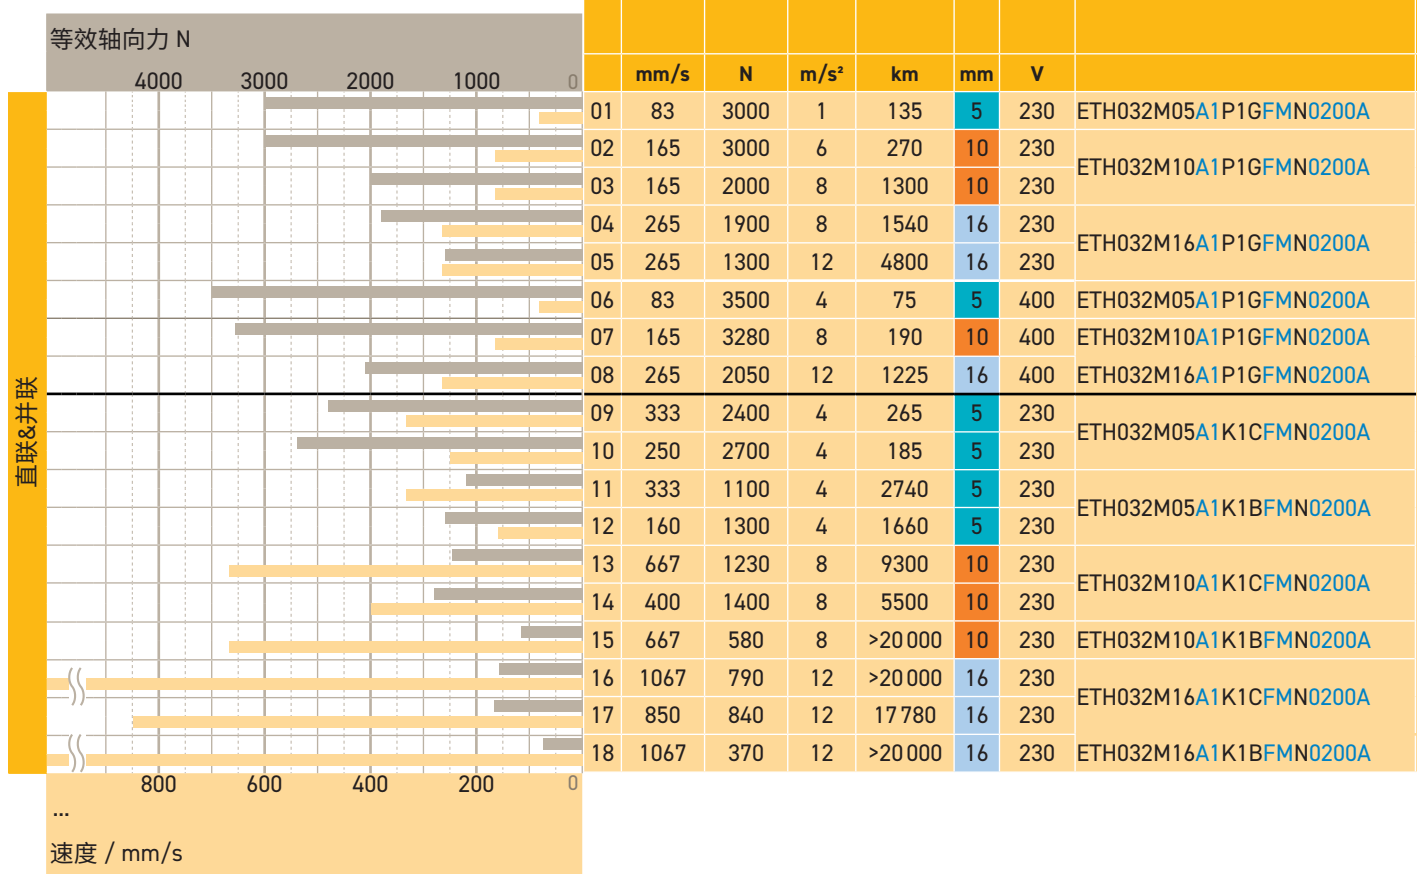 等效轴向力 N
4000 3000 2000 1000 0
mm/s N m/s² km mm V
直联&并联
01 83 3000 1 135 5 230 ETH032M05A1P1GFMN0200A
02 165 3000 6 270 10 230
ETH032M10A1P1GFMN0200A
03 165 2000 8 1300 10 230
04 265 1900 8 1540 16 230
ETH032M16A1P1GFMN0200A
05 265 1300 12 4800 16 230
06 83 3500 4 75 5 400 ETH032M05A1P1GFMN0200A
07 165 3280 8 190 10 400 ETH032M10A1P1GFMN0200A
08 265 2050 12 1225 16 400 ETH032M16A1P1GFMN0200A
09 333 2400 4 265 5 230
ETH032M05A1K1CFMN0200A
10 250 2700 4 185 5 230
11 333 1100 4 2740 5 230
ETH032M05A1K1BFMN0200A
12 160 1300 4 1660 5 230
13 667 1230 8 9300 10 230
ETH032M10A1K1CFMN0200A
14 400 1400 8 5500 10 230
15 667 580 8 >20 000 10 230 ETH032M10A1K1BFMN0200A
16 1067 790 12 >20 000 16 230
ETH032M16A1K1CFMN0200A
17 850 840 12 17 780 16 230
18 1067 370 12 >20 000 16 230 ETH032M16A1K1BFMN0200A
800 600 400 200 0
...
速度 / mm/s